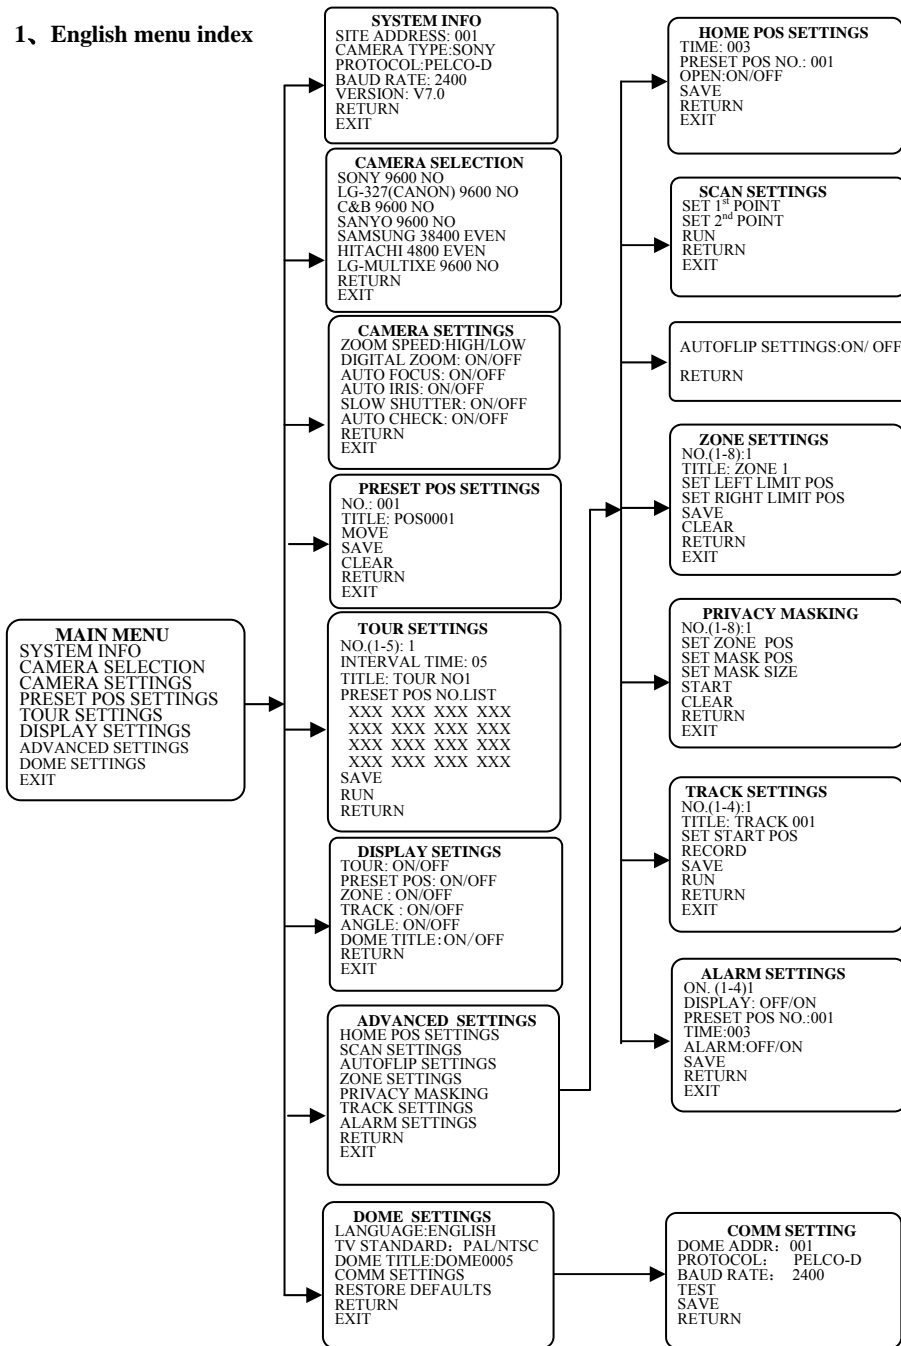 1、English menu index
MAIN MENU
SYSTEM INFO
CAMERA SELECTION
CAMERA SETTINGS
PRESET POS SETTINGS
TOUR SETTINGS
DISPLAY SETTINGS
ADVANCED SETTINGS
DOME SETTINGS
EXIT
SYSTEM INFO
SITE ADDRESS: 001
CAMERA TYPE:SONY
PROTOCOL:PELCO-D
BAUD RATE: 2400
VERSION: V7.0
RETURN
EXIT
CAMERA SELECTION
SONY 9600 NO
LG-327(CANON) 9600 NO
C&B 9600 NO
SANYO 9600 NO
SAMSUNG 38400 EVEN
HITACHI 4800 EVEN
LG-MULTIXE 9600 NO
RETURN
EXIT
CAMERA SETTINGS
ZOOM SPEED:HIGH/LOW
DIGITAL ZOOM: ON/OFF
AUTO FOCUS: ON/OFF
AUTO IRIS: ON/OFF
SLOW SHUTTER: ON/OFF
AUTO CHECK: ON/OFF
RETURN
EXIT
PRESET POS SETTINGS
NO.: 001
TITLE: POS0001
MOVE
SAVE
CLEAR
RETURN
EXIT
TOUR SETTINGS
NO.(1-5): 1
INTERVAL TIME: 05
TITLE: TOUR NO1
PRESET POS NO.LIST
XXX XXX XXX XXX
XXX XXX XXX XXX
XXX XXX XXX XXX
XXX XXX XXX XXX
SAVE
RUN
RETURN
DISPLAY SETINGS
TOUR: ON/OFF
PRESET POS: ON/OFF
ZONE : ON/OFF
TRACK : ON/OFF
ANGLE: ON/OFF
DOME TITLE:ON/OFF
RETURN
EXIT
ADVANCED SETTINGS
HOME POS SETTINGS
SCAN SETTINGS
AUTOFLIP SETTINGS
ZONE SETTINGS
PRIVACY MASKING
TRACK SETTINGS
ALARM SETTINGS
RETURN
EXIT
DOME SETTINGS
LANGUAGE:ENGLISH
TV STANDARD: PAL/NTSC
DOME TITLE:DOME0005
COMM SETTINGS
RESTORE DEFAULTS
RETURN
EXIT
HOME POS SETTINGS
TIME: 003
PRESET POS NO.: 001
OPEN:ON/OFF
SAVE
RETURN
EXIT
SCAN SETTINGS
SET 1st POINT
SET 2nd POINT
RUN
RETURN
EXIT
AUTOFLIP SETTINGS:ON/ OFF
RETURN
ZONE SETTINGS
NO.(1-8):1
TITLE: ZONE 1
SET LEFT LIMIT POS
SET RIGHT LIMIT POS
SAVE
CLEAR
RETURN
EXIT
PRIVACY MASKING
NO.(1-8):1
SET ZONE POS
SET MASK POS
SET MASK SIZE
START
CLEAR
RETURN
EXIT
TRACK SETTINGS
NO.(1-4):1
TITLE: TRACK 001
SET START POS
RECORD
SAVE
RUN
RETURN
EXIT
ALARM SETTINGS
ON. (1-4)1
DISPLAY: OFF/ON
PRESET POS NO.:001
TIME:003
ALARM:OFF/ON
SAVE
RETURN
EXIT
COMM SETTING
DOME ADDR: 001
PROTOCOL: PELCO-D
BAUD RATE: 2400
TEST
SAVE
RETURN